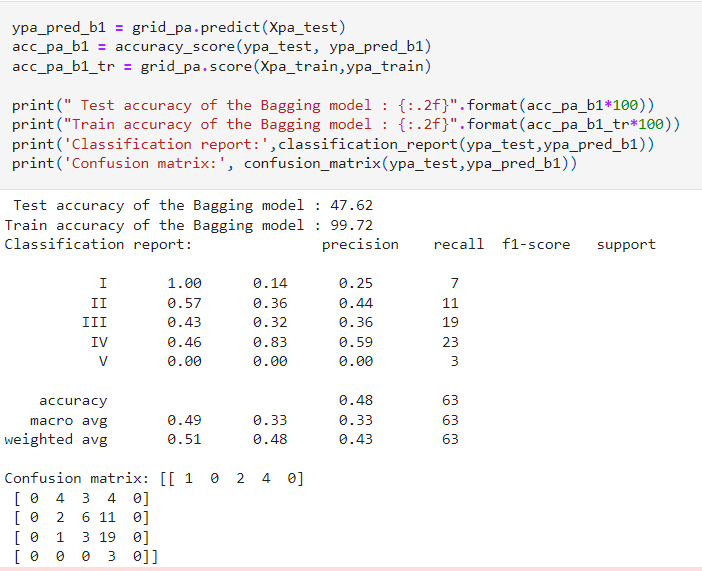 ypa_pred_b1 = grid_pa.predict(Xpa_test)
acc_pa_b1 = accuracy_score(ypa_test, ypa_pred_b1)
acc_pa_b1_tr = grid_pa.score(Xpa_train,ypa_train)

print(" Test accuracy of the Bagging model : {:.2f}".format(acc_pa_b1*100))
print("Train accuracy of the Bagging model : {:.2f}".format(acc_pa_b1_tr*100))
print('Classification report:',classification_report(ypa_test,ypa_pred_b1))
print('Confusion matrix:', confusion_matrix(ypa_test,ypa_pred_b1))

 Test accuracy of the Bagging model : 47.62
Train accuracy of the Bagging model : 99.72
Classification report:               precision    recall  f1-score   support

           I       1.00      0.14      0.25         7
          II       0.57      0.36      0.44        11
         III       0.43      0.32      0.36        19
          IV       0.46      0.83      0.59        23
           V       0.00      0.00      0.00         3

    accuracy                           0.48        63
   macro avg       0.49      0.33      0.33        63
weighted avg       0.51      0.48      0.43        63

Confusion matrix: [[ 1  0  2  4  0]
 [ 0  4  3  4  0]
 [ 0  2  6 11  0]
 [ 0  1  3 19  0]
 [ 0  0  0  3  0]]